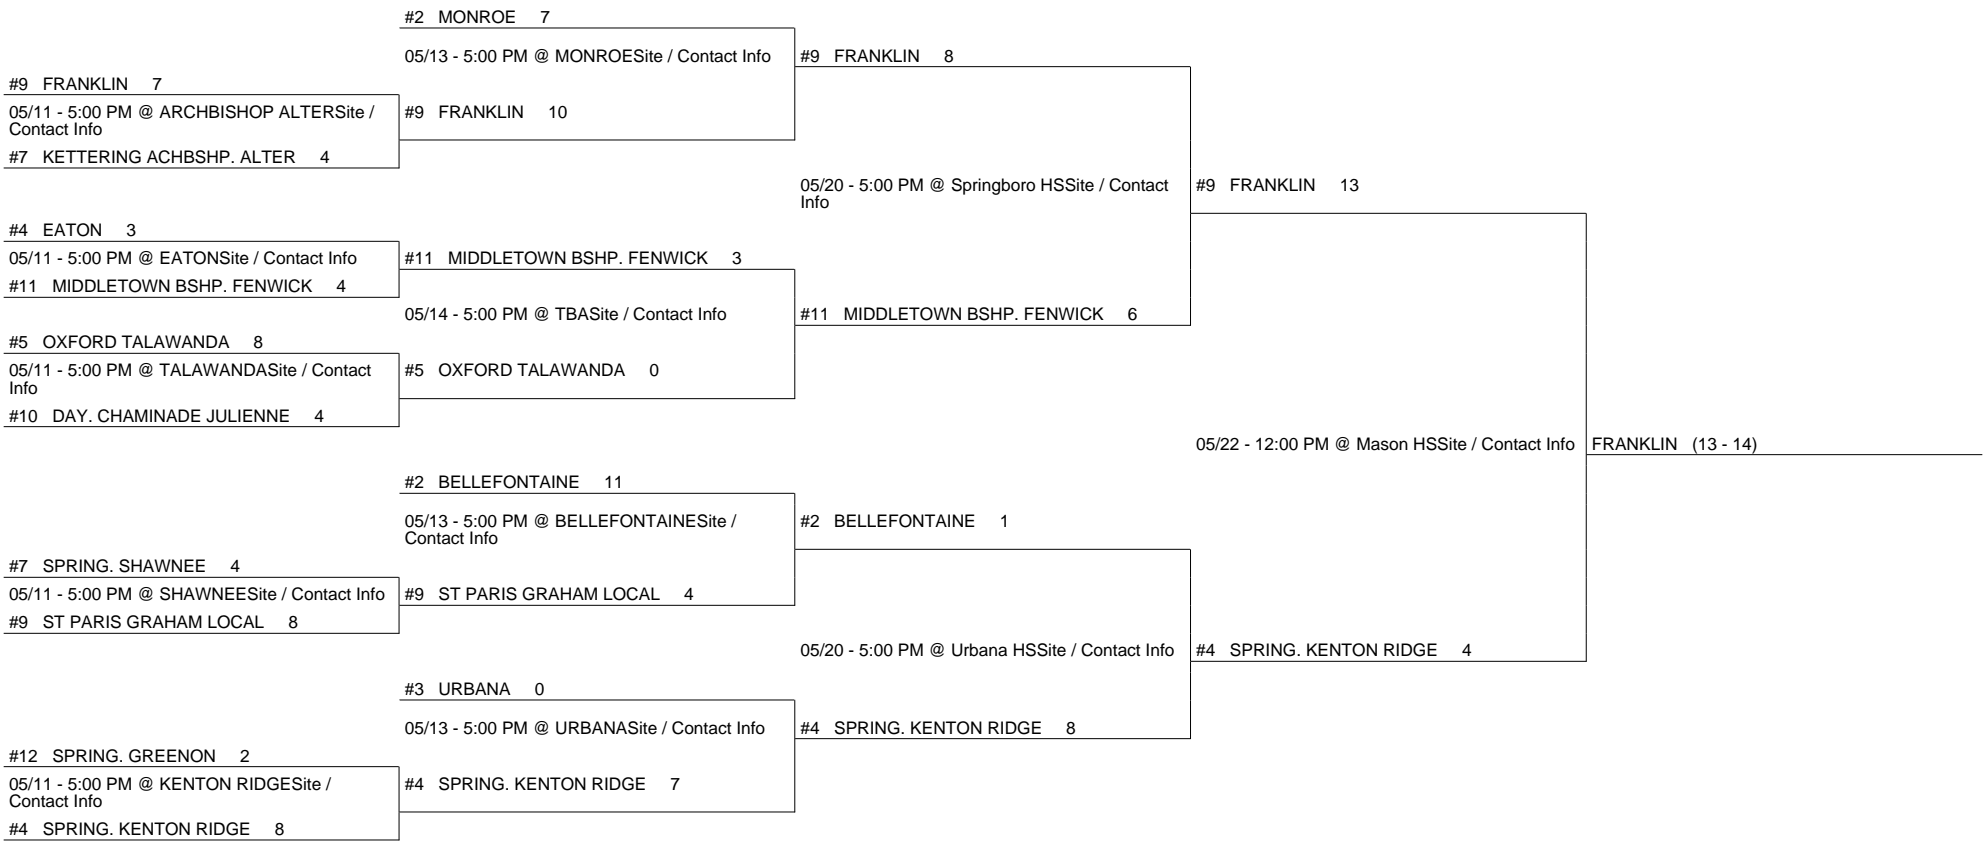 #2 MONROE 7
05/13 - 5:00 PM @ MONROESite / Contact Info
#9 FRANKLIN 8
#9 FRANKLIN 7
05/11 - 5:00 PM @ ARCHBISHOP ALTERSite /
Contact Info
#9 FRANKLIN 10
#7 KETTERING ACHBSHP. ALTER 4
05/20 - 5:00 PM @ Springboro HSSite / Contact
Info
#9 FRANKLIN 13
#4 EATON 3
05/11 - 5:00 PM @ EATONSite / Contact Info
#11 MIDDLETOWN BSHP. FENWICK 3
#11 MIDDLETOWN BSHP. FENWICK 4
05/14 - 5:00 PM @ TBASite / Contact Info
#11 MIDDLETOWN BSHP. FENWICK 6
#5 OXFORD TALAWANDA 8
05/11 - 5:00 PM @ TALAWANDASite / Contact
Info
#5 OXFORD TALAWANDA 0
#10 DAY. CHAMINADE JULIENNE 4
05/22 - 12:00 PM @ Mason HSSite / Contact Info
FRANKLIN (13 - 14)
#2 BELLEFONTAINE 11
05/13 - 5:00 PM @ BELLEFONTAINESite /
Contact Info
#2 BELLEFONTAINE 1
#7 SPRING. SHAWNEE 4
05/11 - 5:00 PM @ SHAWNEESite / Contact Info
#9 ST PARIS GRAHAM LOCAL 4
#9 ST PARIS GRAHAM LOCAL 8
05/20 - 5:00 PM @ Urbana HSSite / Contact Info
#4 SPRING. KENTON RIDGE 4
#3 URBANA 0
05/13 - 5:00 PM @ URBANASite / Contact Info
#4 SPRING. KENTON RIDGE 8
#12 SPRING. GREENON 2
05/11 - 5:00 PM @ KENTON RIDGESite /
Contact Info
#4 SPRING. KENTON RIDGE 7
#4 SPRING. KENTON RIDGE 8